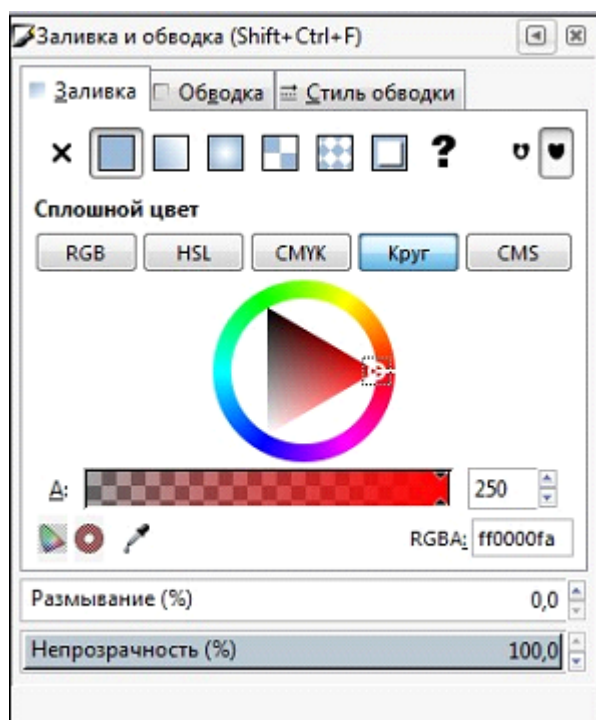 Заливка и обводка (Shift+Ctrl+F)
Заливка Обводка Стиль обводки
?
Сплошной цвет
RGB HSL CMYK Круг CMS
A: 250
RGBA: ff0000fa
Размывание (%) 0,0
Непрозрачность (%) 100,0